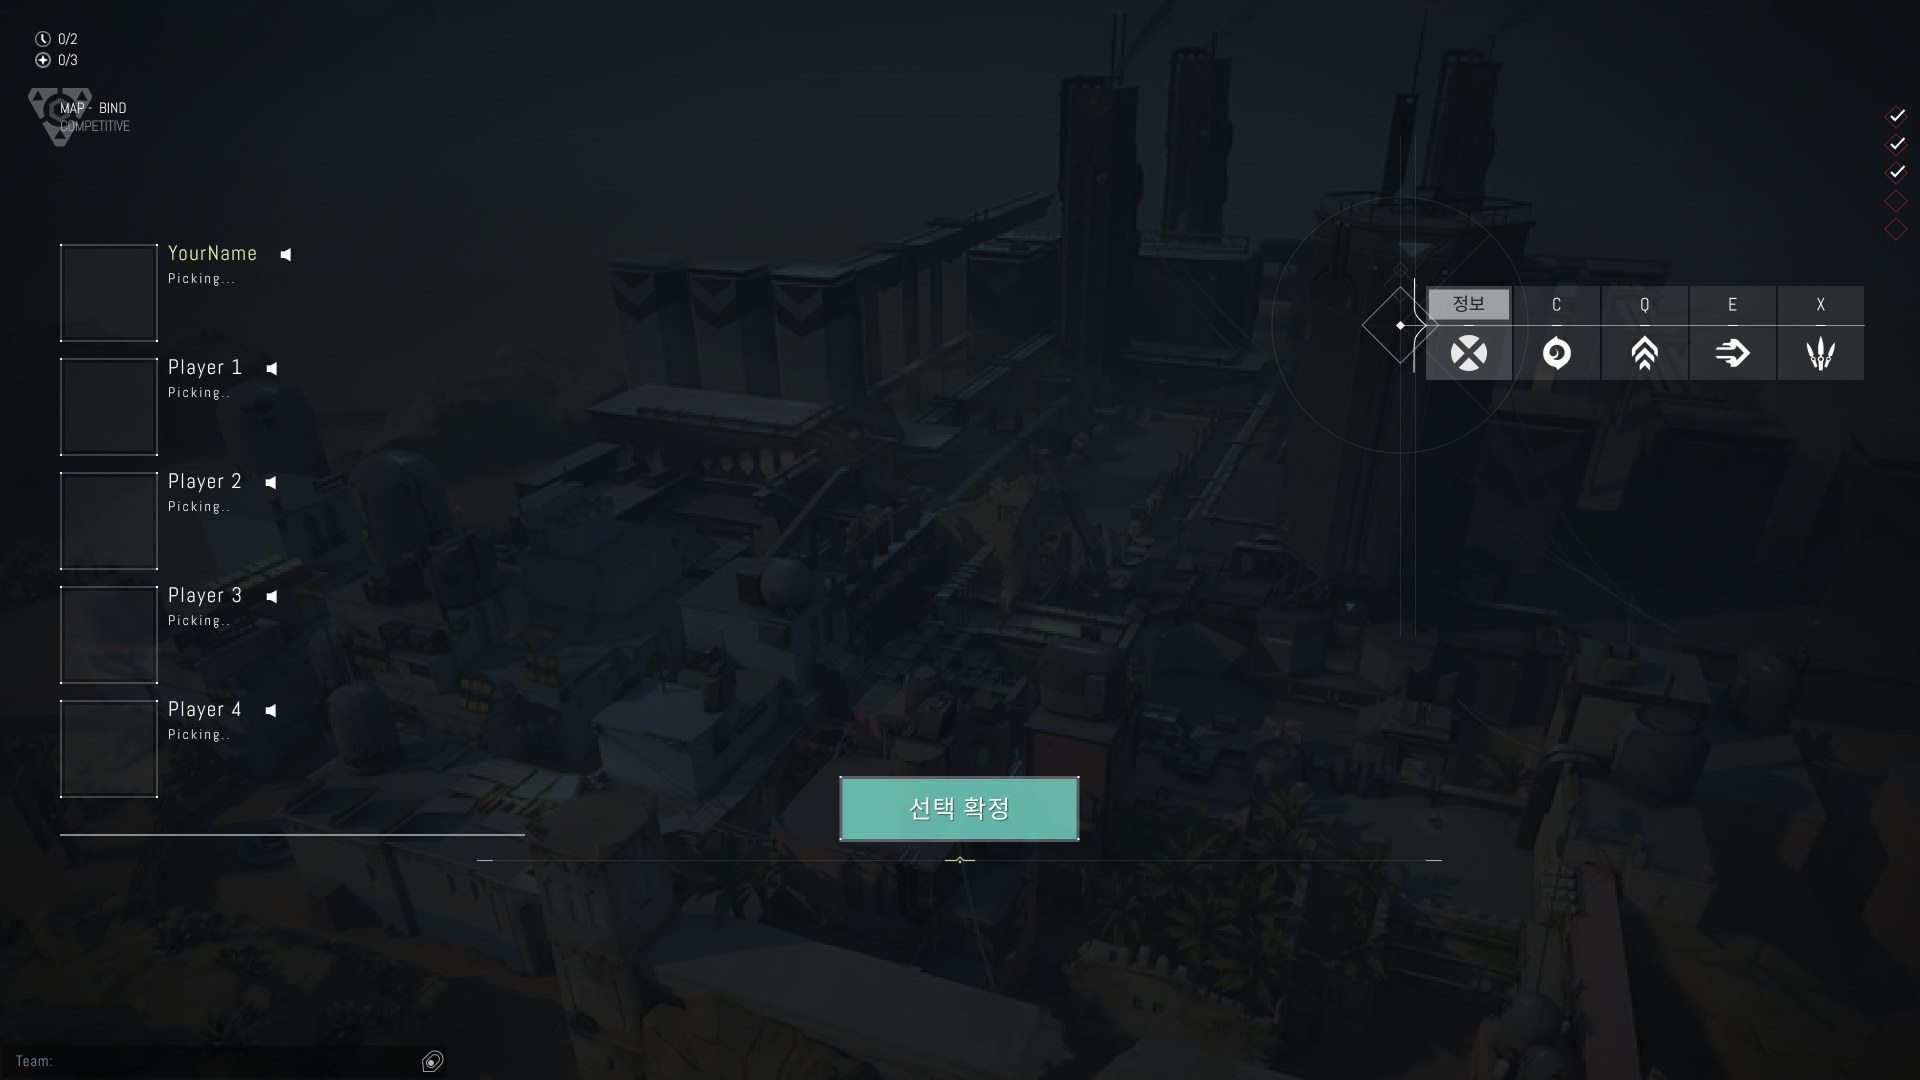 0/2
0/3
MAP - BIND
COMPETITIVE
YourName
Picking...
Player 1
Picking..
Player 2
Picking..
Player 3
Picking..
Player 4
Picking..
정보 C Q E X
선택 확정
Team: